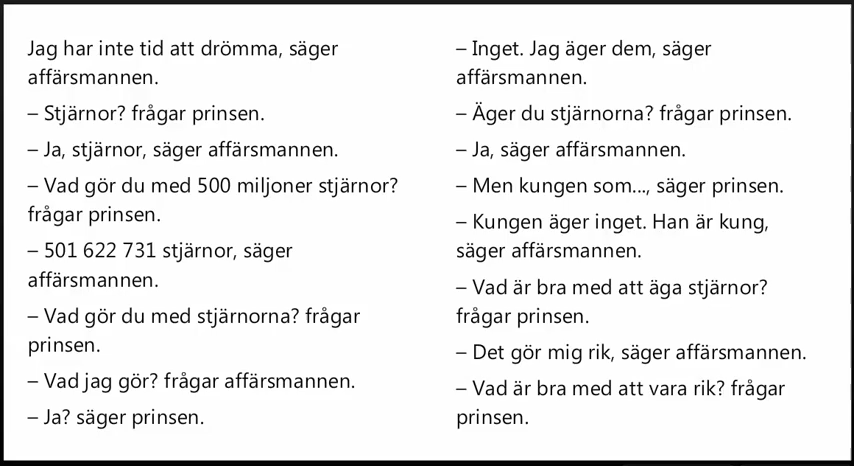 Jag har inte tid att drömma, säger
affärsmannen.
– Stjärnor? frågar prinsen.
– Ja, stjärnor, säger affärsmannen.
– Vad gör du med 500 miljoner stjärnor?
frågar prinsen.
– 501 622 731 stjärnor, säger
affärsmannen.
– Vad gör du med stjärnorna? frågar
prinsen.
– Vad jag gör? frågar affärsmannen.
– Ja? säger prinsen.
– Inget. Jag äger dem, säger
affärsmannen.
– Äger du stjärnorna? frågar prinsen.
– Ja, säger affärsmannen.
– Men kungen som..., säger prinsen.
– Kungen äger inget. Han är kung,
säger affärsmannen.
– Vad är bra med att äga stjärnor?
frågar prinsen.
– Det gör mig rik, säger affärsmannen.
– Vad är bra med att vara rik? frågar
prinsen.